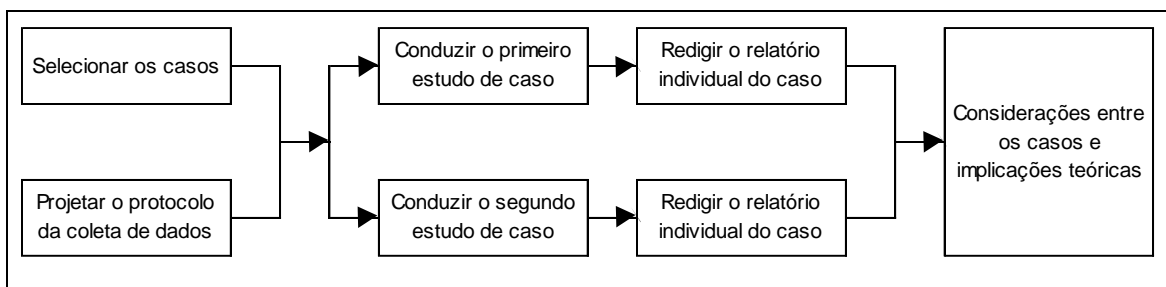 Selecionar os casos
Projetar o protocolo
da coleta de dados
Conduzir o primeiro
estudo de caso
Redigir o relatório
individual do caso
Conduzir o segundo
estudo de caso
Redigir o relatório
individual do caso
Considerações entre
os casos e
implicações teóricas